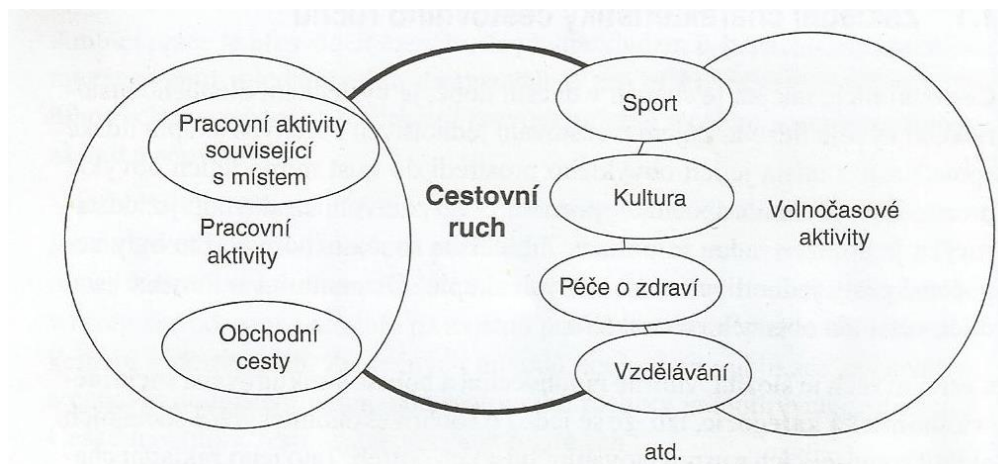 Pracovní aktivity
související
s místem
Pracovní
aktivity
Obchodní
cesty
Cestovní
ruch
Sport
Kultura
Péče o zdraví
Vzdělávání
atd.
Volnočasové
aktivity